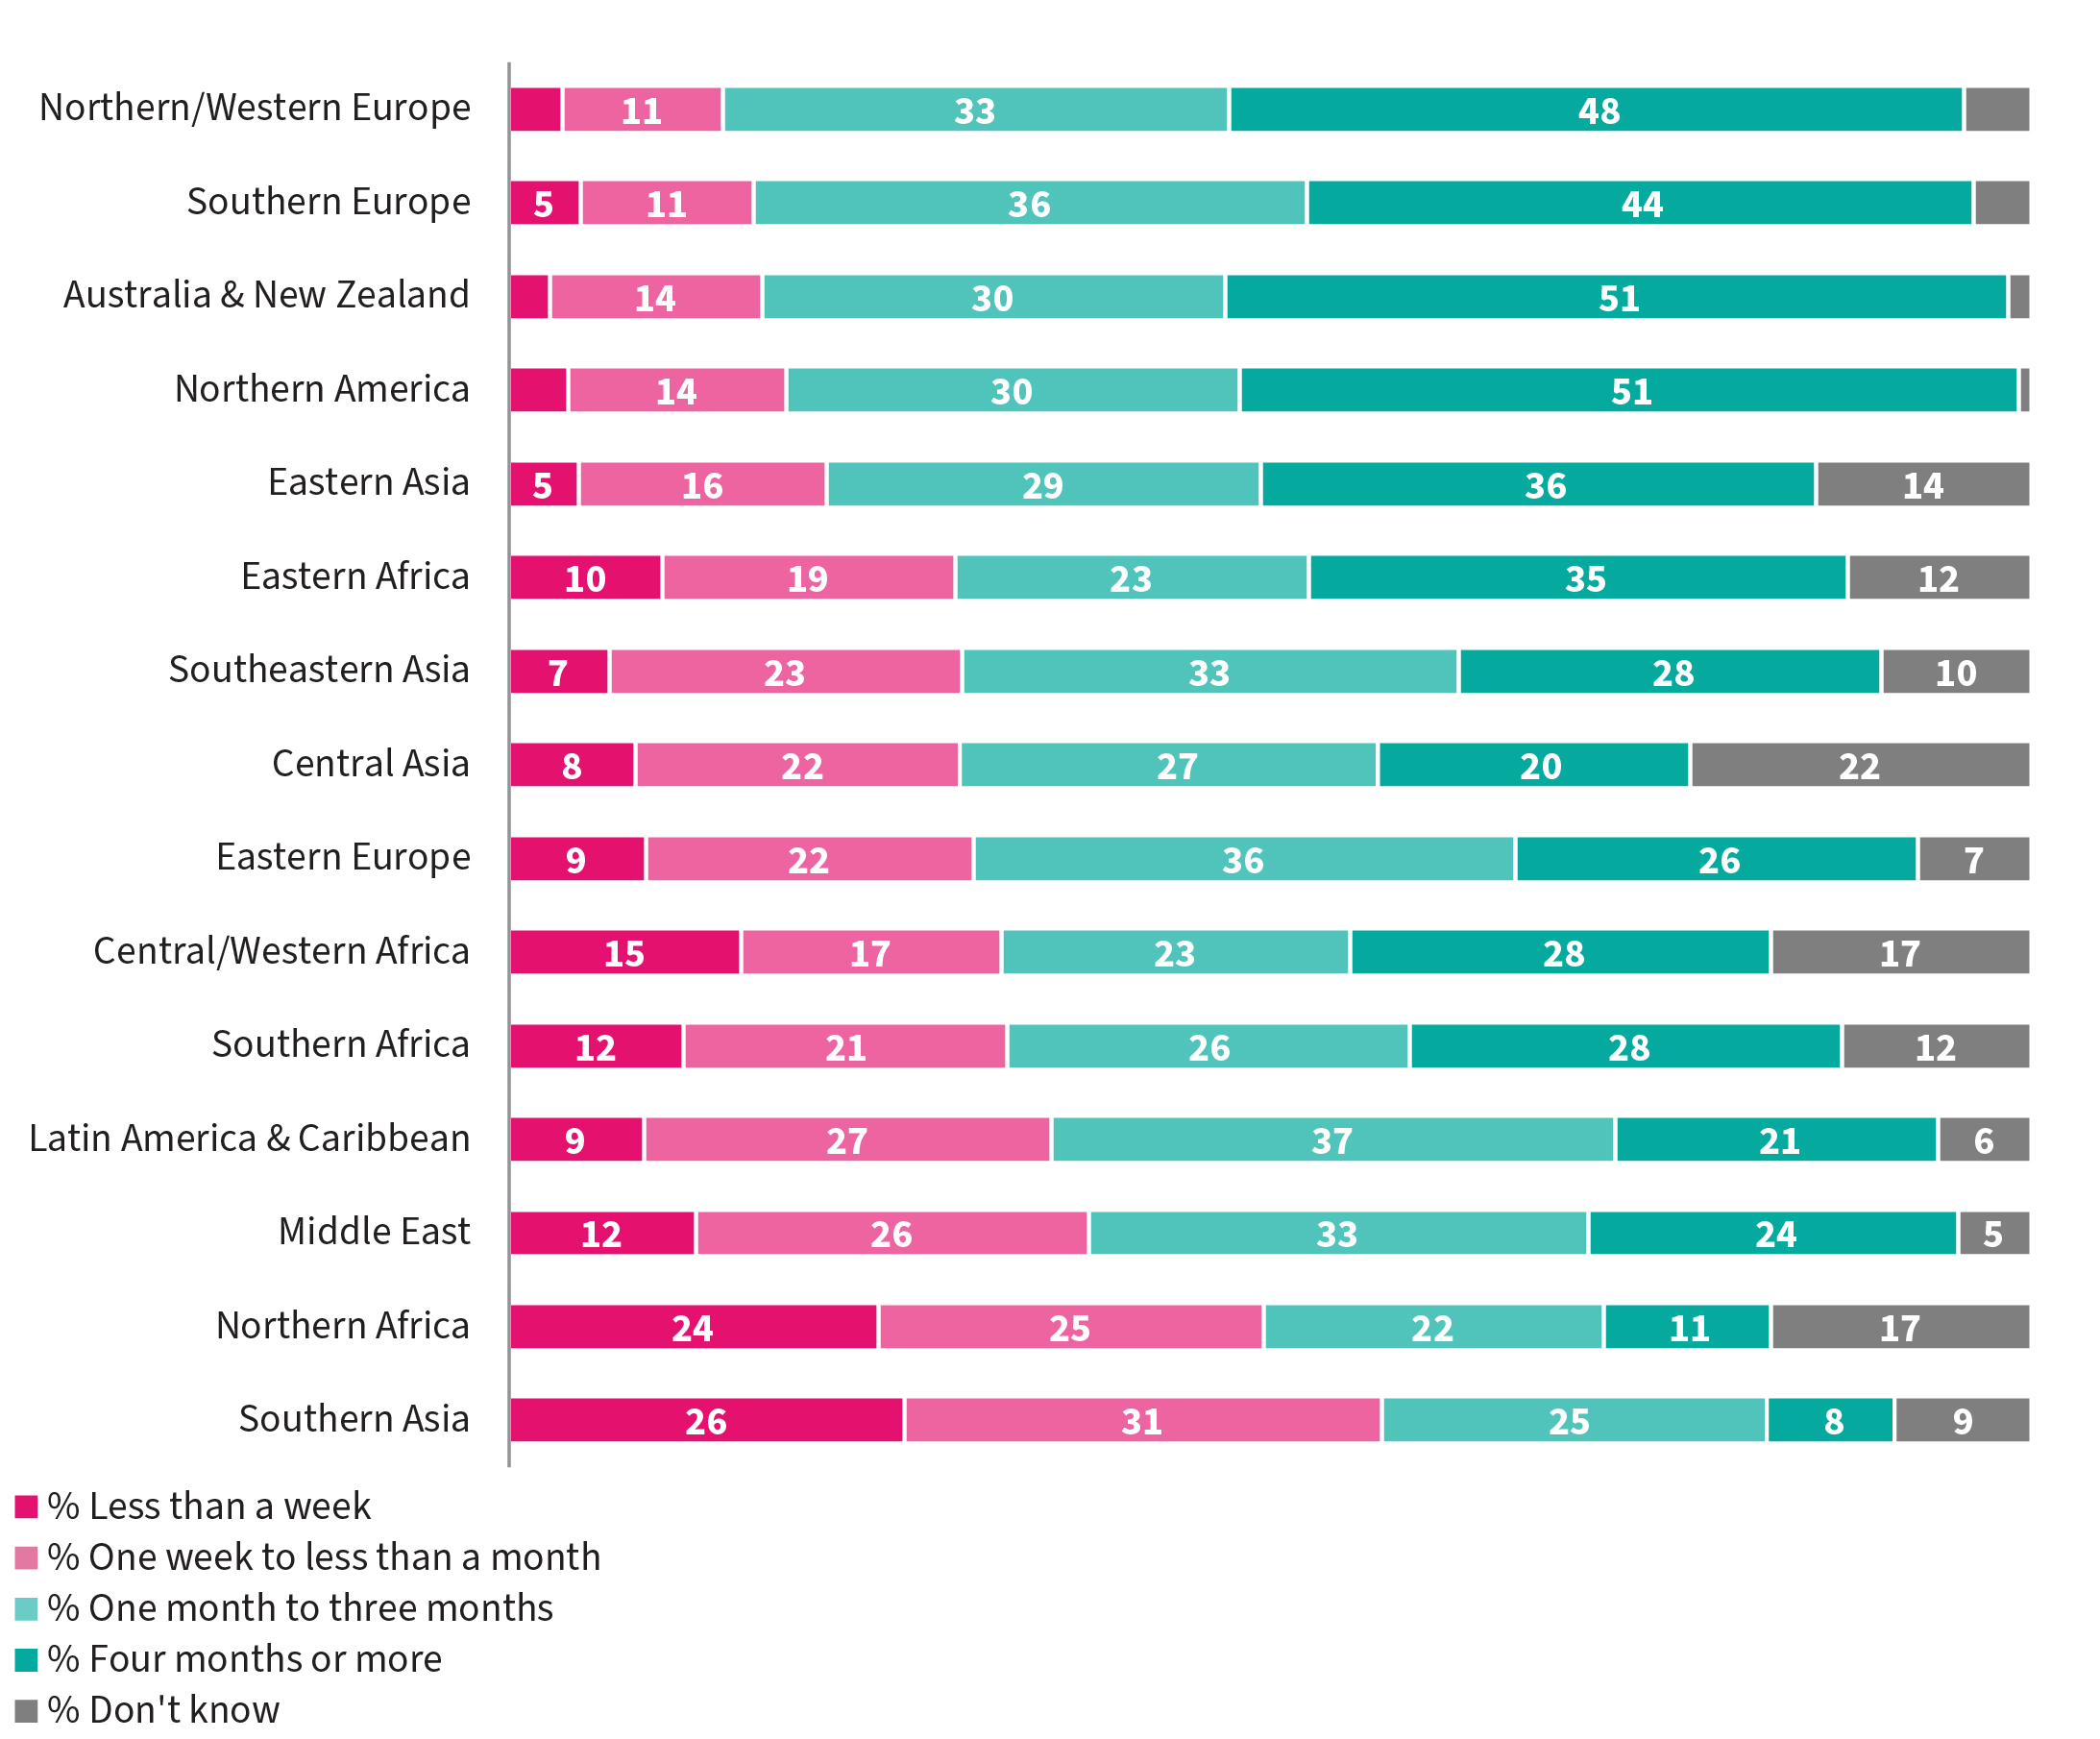 Northern/Western Europe 11 33 48
Southern Europe 5 11 36 44
Australia & New Zealand 14 30 51
Northern America 14 30 51
Eastern Asia 5 16 29 36 14
Eastern Africa 10 19 23 35 12
Southeastern Asia 7 23 33 28 10
Central Asia 8 22 27 20 22
Eastern Europe 9 22 36 26 7
Central/Western Africa 15 17 23 28 17
Southern Africa 12 21 26 28 12
Latin America & Caribbean 9 27 37 21 6
Middle East 12 26 33 24 5
Northern Africa 24 25 22 11 17
Southern Asia 26 31 25 8 9
% Less than a week
% One week to less than a month
% One month to three months
% Four months or more
% Don't know